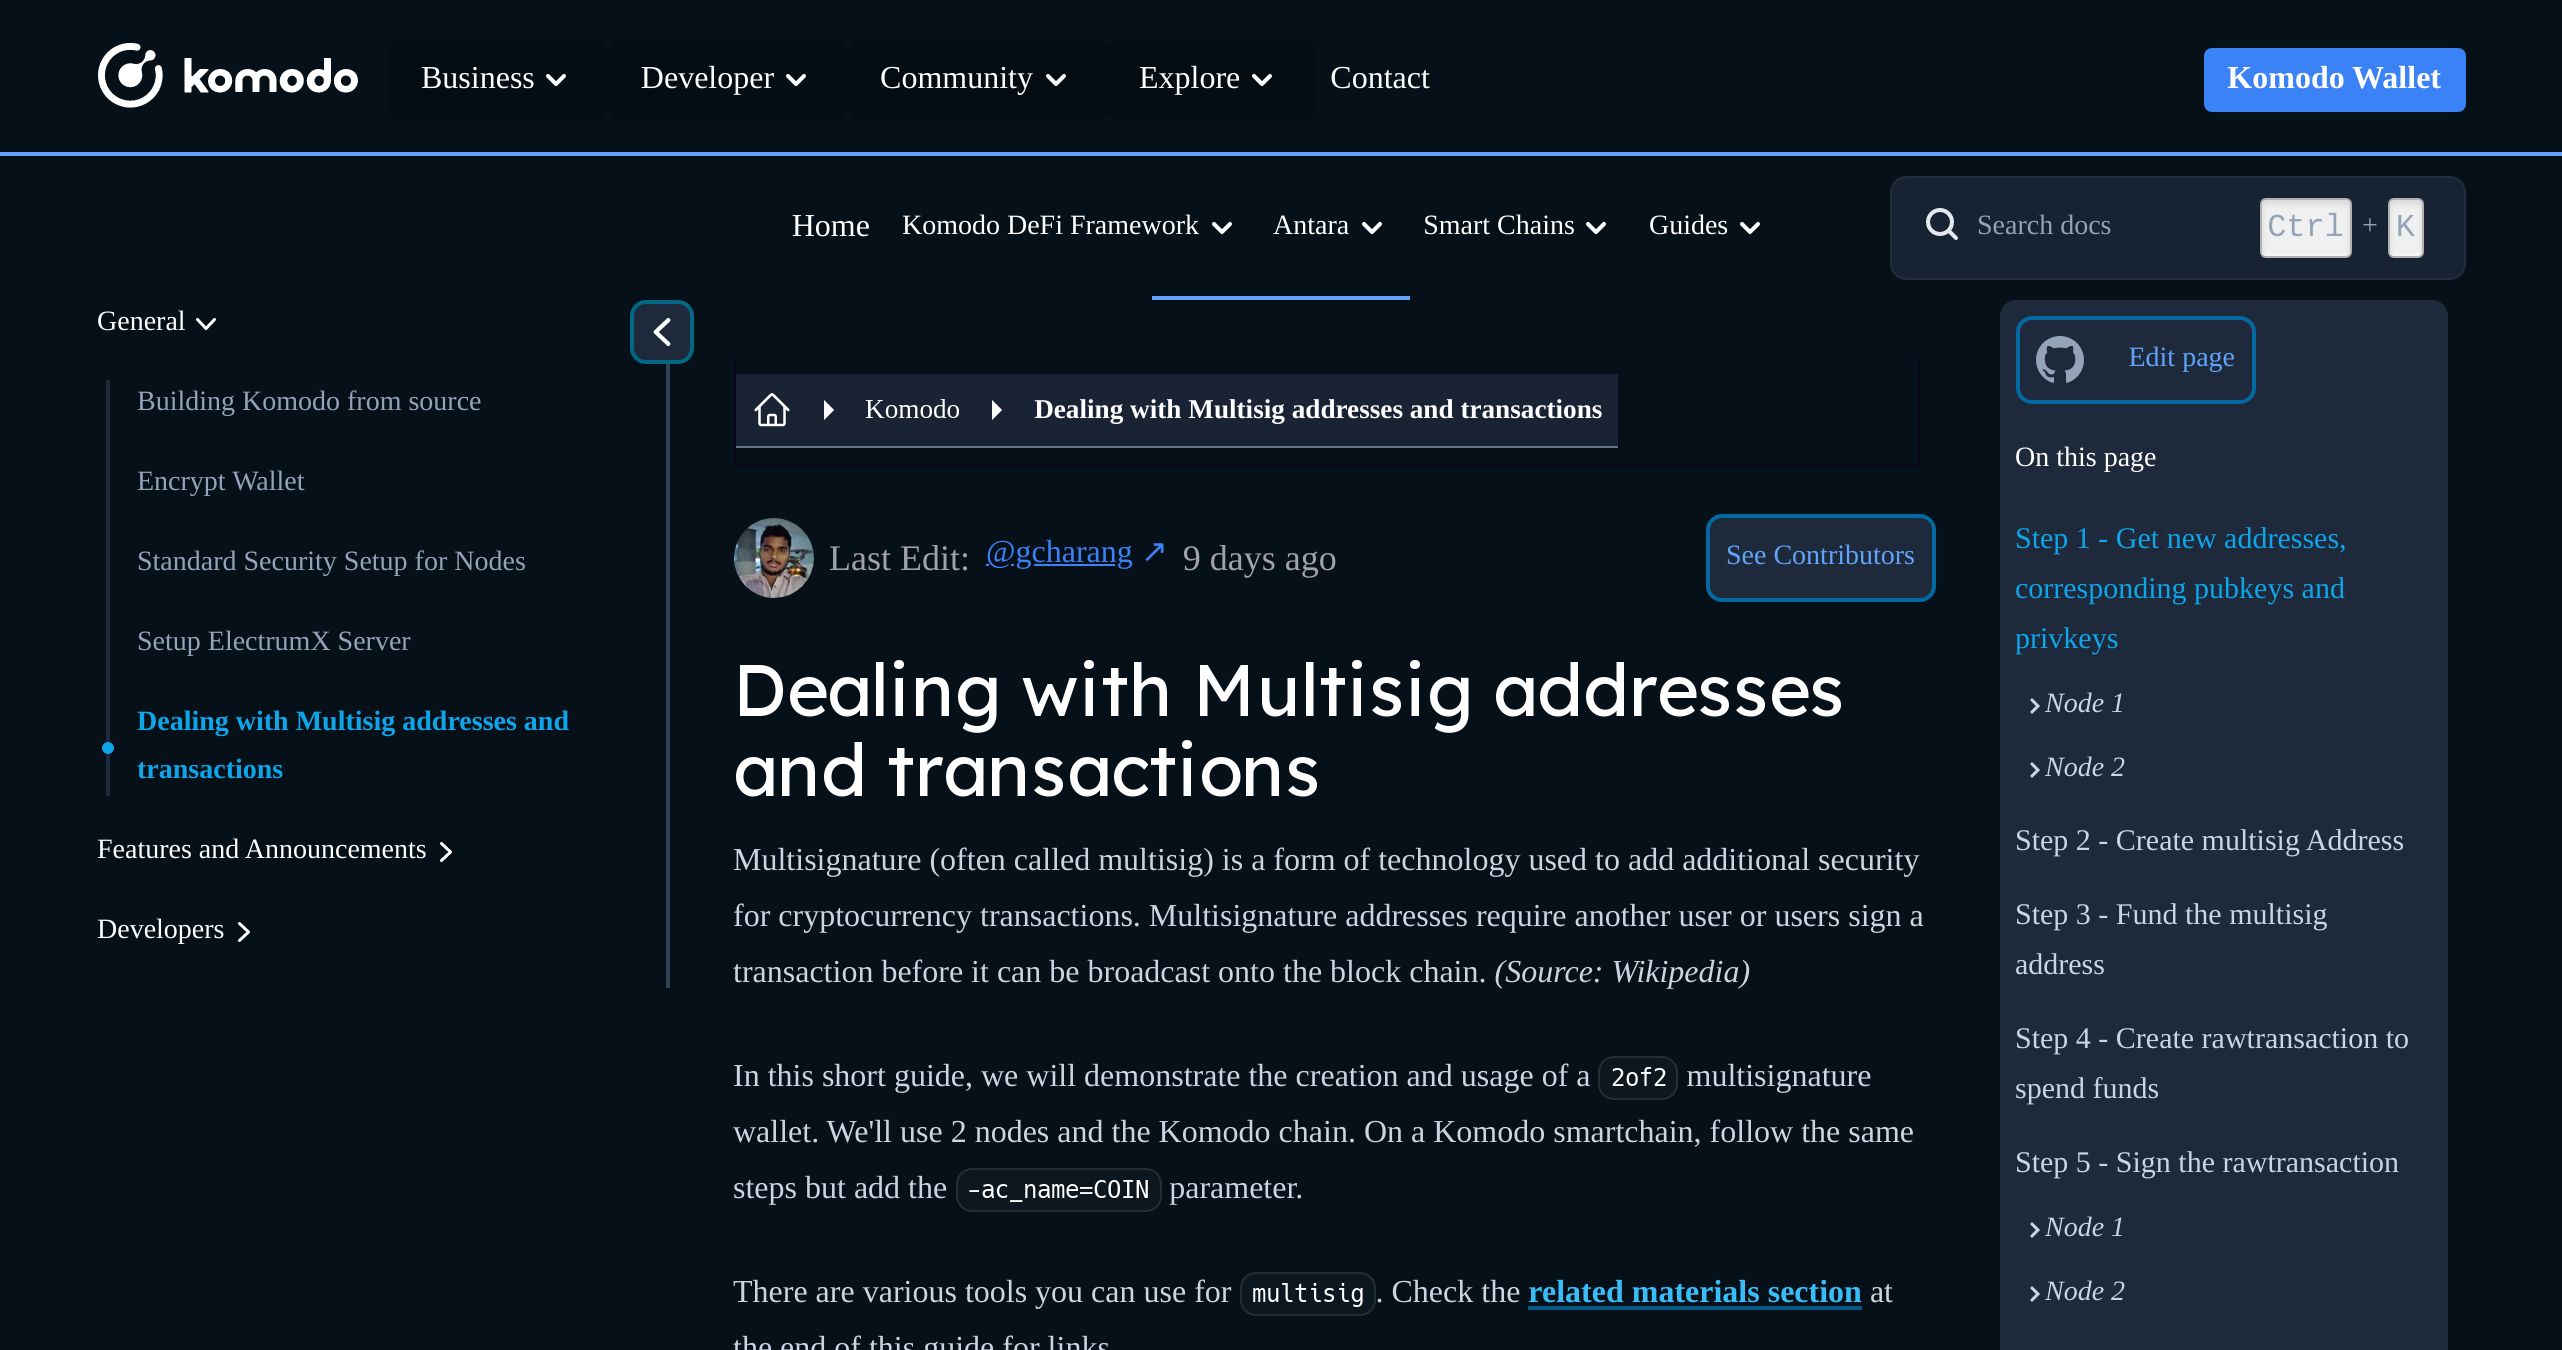 komodo
Business
Developer
Community
Explore
Contact
Komodo Wallet
Home
Komodo DeFi Framework
Antara
Smart Chains
Guides
Search docs
Ctrl + K
General
Building Komodo from source
Encrypt Wallet
Standard Security Setup for Nodes
Setup ElectrumX Server
Dealing with Multisig addresses and
transactions
Features and Announcements
Developers
Komodo
Dealing with Multisig addresses and transactions
Last Edit: @gcharang ↗ 9 days ago
See Contributors
Dealing with Multisig addresses
and transactions
Multisignature (often called multisig) is a form of technology used to add additional security
for cryptocurrency transactions. Multisignature addresses require another user or users sign a
transaction before it can be broadcast onto the block chain. (Source: Wikipedia)
In this short guide, we will demonstrate the creation and usage of a 2of2 multisignature
wallet. We'll use 2 nodes and the Komodo chain. On a Komodo smartchain, follow the same
steps but add the -ac_name=COIN parameter.
There are various tools you can use for multisig. Check the related materials section at
the end of this guide for links.
Edit page
On this page
Step 1 - Get new addresses,
corresponding pubkeys and
privkeys
Node 1
Node 2
Step 2 - Create multisig Address
Step 3 - Fund the multisig
address
Step 4 - Create rawtransaction to
spend funds
Step 5 - Sign the rawtransaction
Node 1
Node 2